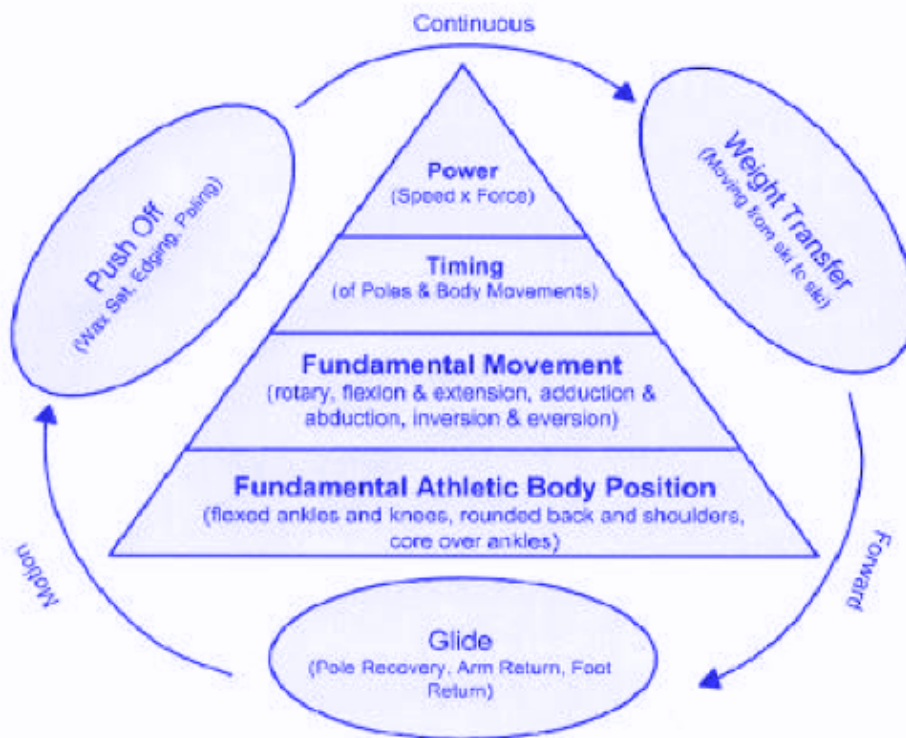 Continuous
Power
(Speed x Force)
Timing
(of Poles & Body Movements)
Fundamental Movement
(rotary, flexion & extension, adduction &
abduction, inversion & eversion)
Fundamental Athletic Body Position
(flexed ankles and knees, rounded back and shoulders,
core over ankles)
Push Off
(Wax Set, Edging, Poling)
Weight Transfer
(Moving from ski to ski)
Forward
Glide
(Pole Recovery, Arm Return, Foot
Return)
Motion